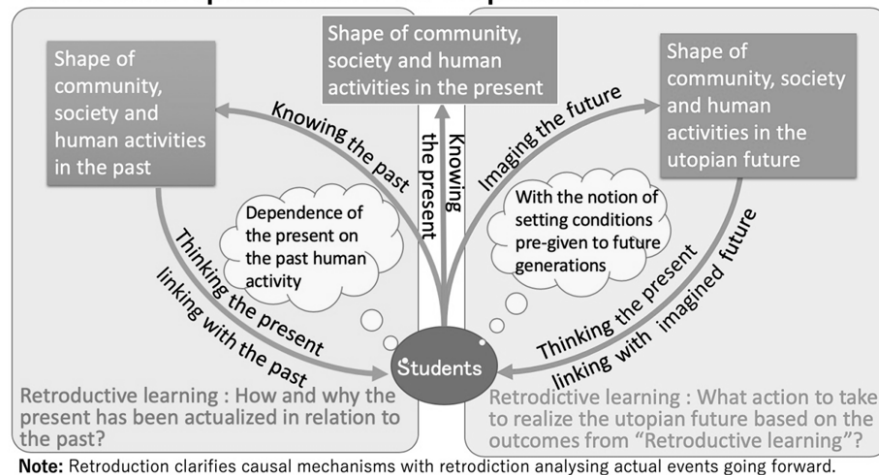 Shape of
community,
society and
human activities
in the past
Shape of community,
society and human
activities in the present
Shape of
community, society
and human
activities in the
utopian future
Knowing the past
Knowing
the present
Imaging the future
Dependence of
the present on
the past human
activity
With the notion of
setting conditions
pre-given to future
generations
Thinking the present
linking with the past
Thinking the present
linking with imagined future
Students
Retroductive learning : How and why the
present has been actualized in relation to
the past?
Retrodictive learning : What action to take
to realize the utopian future based on the
outcomes from “Retroductive learning”?
Note: Retroduction clarifies causal mechanisms with retrodiction analysing actual events going forward.